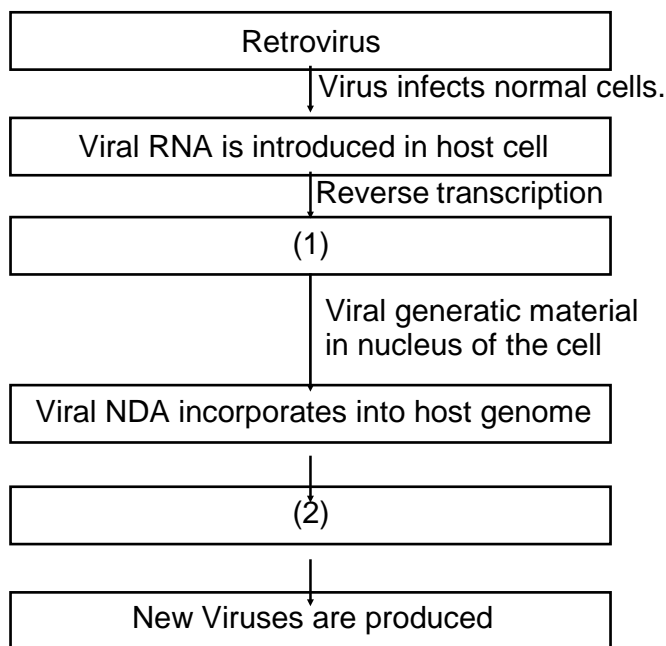 Retrovirus
Virus infects normal cells.
Viral RNA is introduced in host cell
Reverse transcription
(1)
Viral generatic material
in nucleus of the cell
Viral NDA incorporates into host genome
(2)
New Viruses are produced